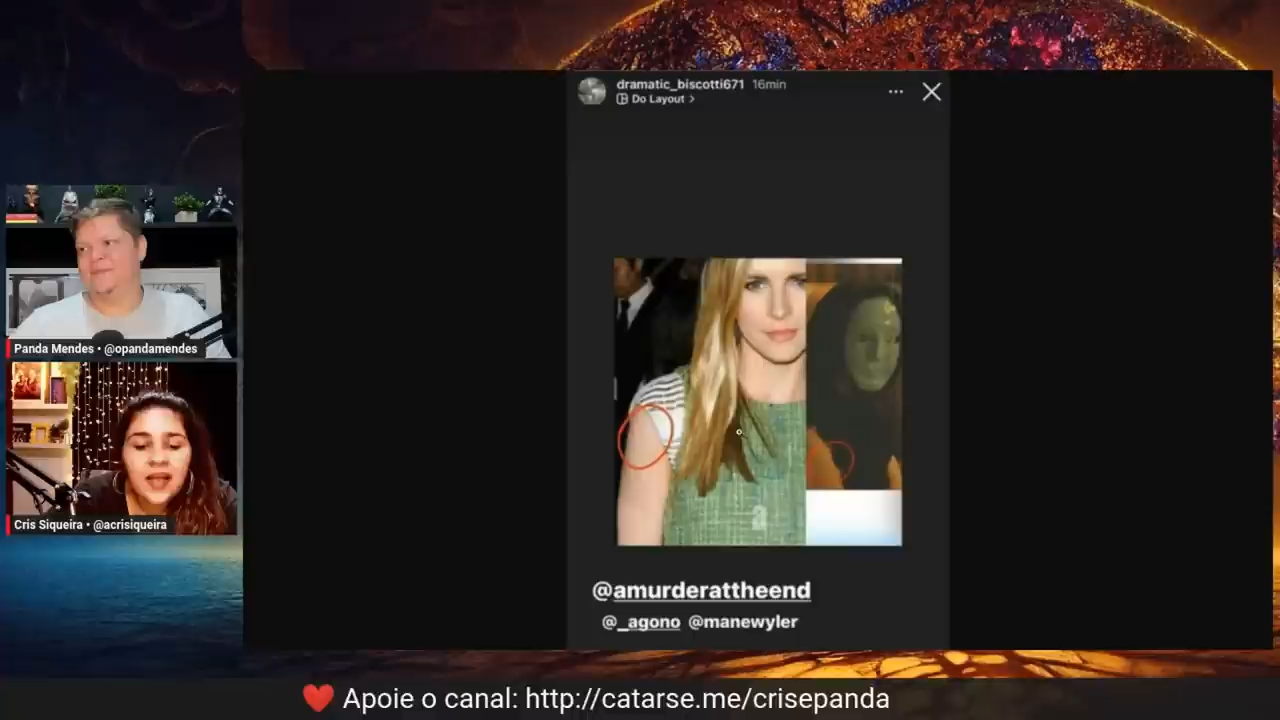 dramatic_biscotti671 16min
Do Layout >
Panda Mendes • @opandamendes
Cris Siqueira • @acrisiqueira
@amurderattheend
@_agono @manewyler
Apoie o canal: http://catarse.me/crisepanda